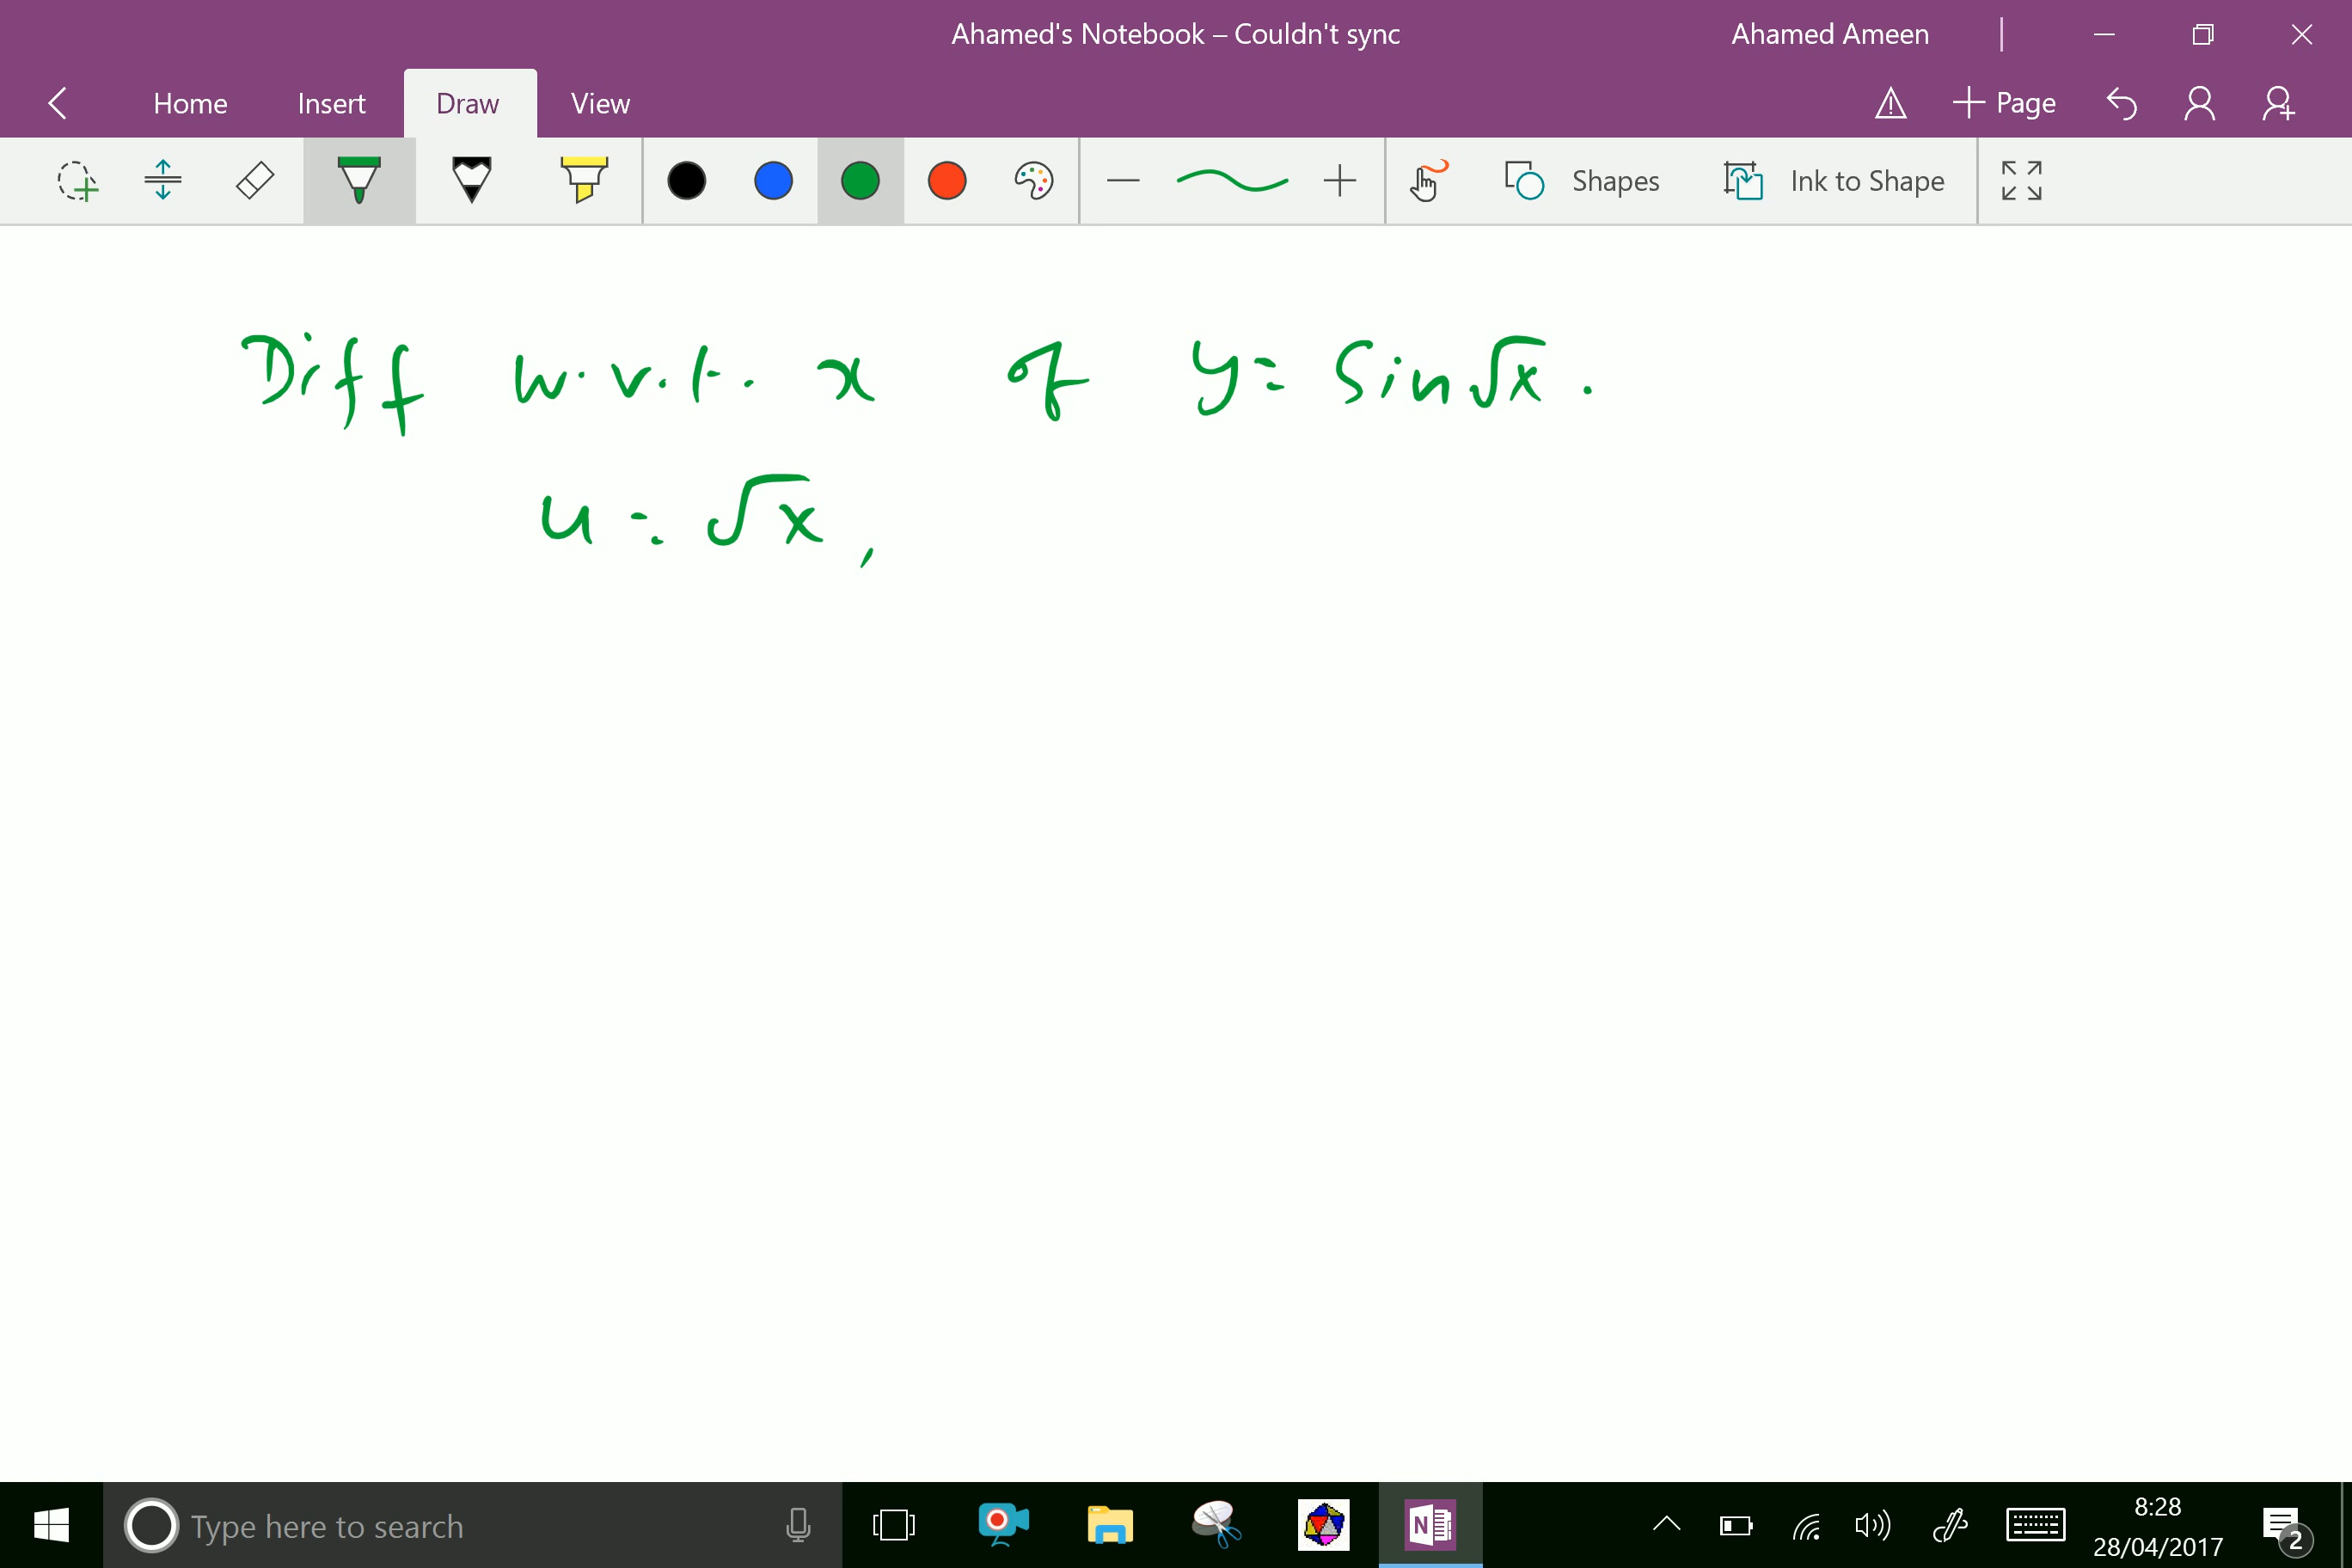 Ahamed's Notebook – Couldn't sync Ahamed Ameen
Home Insert Draw View Page
Shapes Ink to Shape
Diff w.r.t. x of y = Sin√x.
u = √x,
Type here to search
8:28
28/04/2017
2